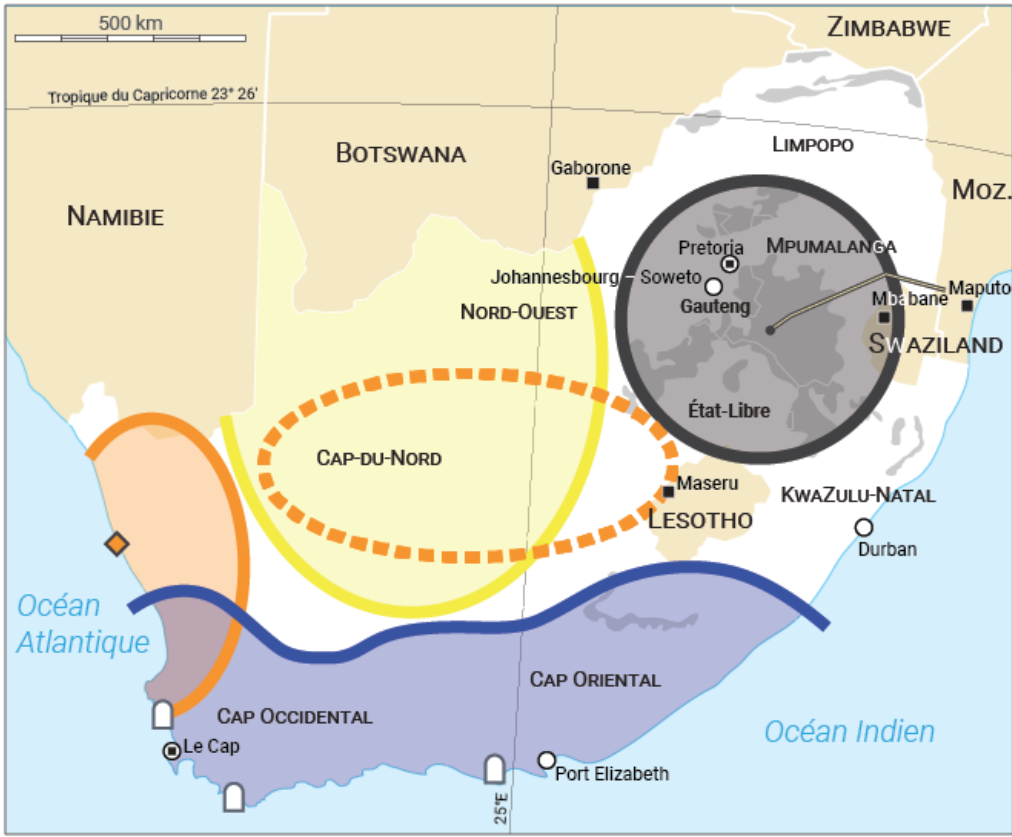 500 km
ZIMBABWE
Tropique du Capricorne 23° 26'
LIMPOPO
BOTSWANA
Gaborone
MOZ.
NAMIBIE
Pretoria
MPUMALANGA
Johannesbourg – Soweto
Maputo
Gauteng
Mbabane
NORD-OUEST
SWAZILAND
État-Libre
CAP-DU-NORD
Maseru
KWAZULU-NATAL
LESOTHO
Durban
Océan
Atlantique
CAP ORIENTAL
CAP OCCIDENTAL
Océan Indien
Le Cap
Port Elizabeth
25°E